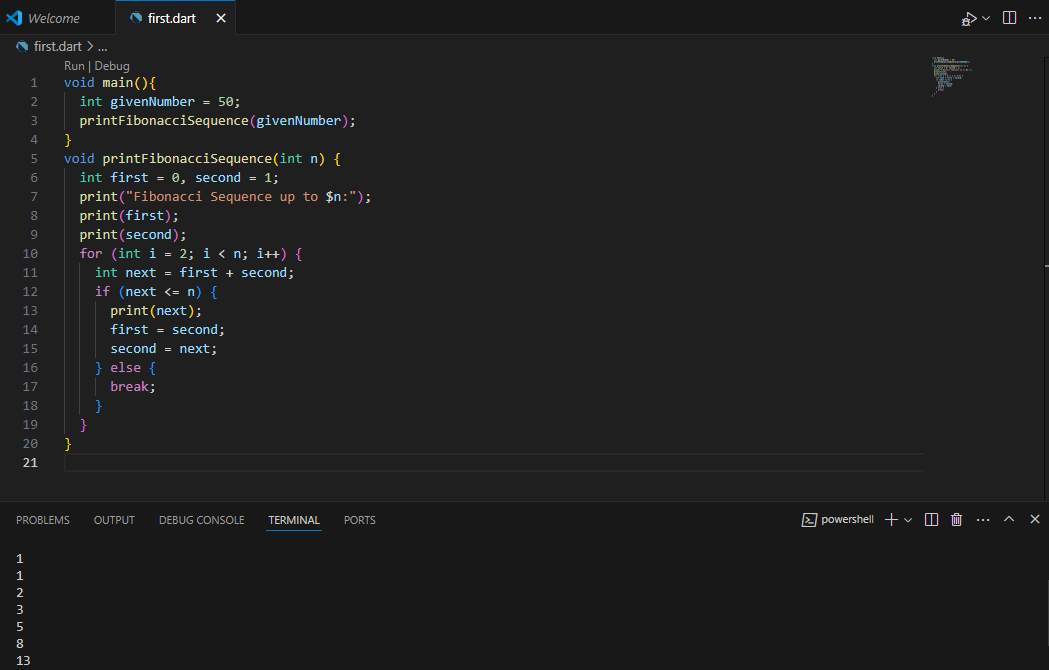 Welcome first.dart
first.dart > ...
Run | Debug
1 void main(){
2   int givenNumber = 50;
3   printFibonacciSequence(givenNumber);
4 }
5 void printFibonacciSequence(int n) {
6   int first = 0, second = 1;
7   print("Fibonacci Sequence up to $n:");
8   print(first);
9   print(second);
10   for (int i = 2; i < n; i++) {
11     int next = first + second;
12     if (next <= n) {
13       print(next);
14       first = second;
15       second = next;
16     } else {
17       break;
18     }
19   }
20 }
21
PROBLEMS OUTPUT DEBUG CONSOLE TERMINAL PORTS powershell
1
1
2
3
5
8
13